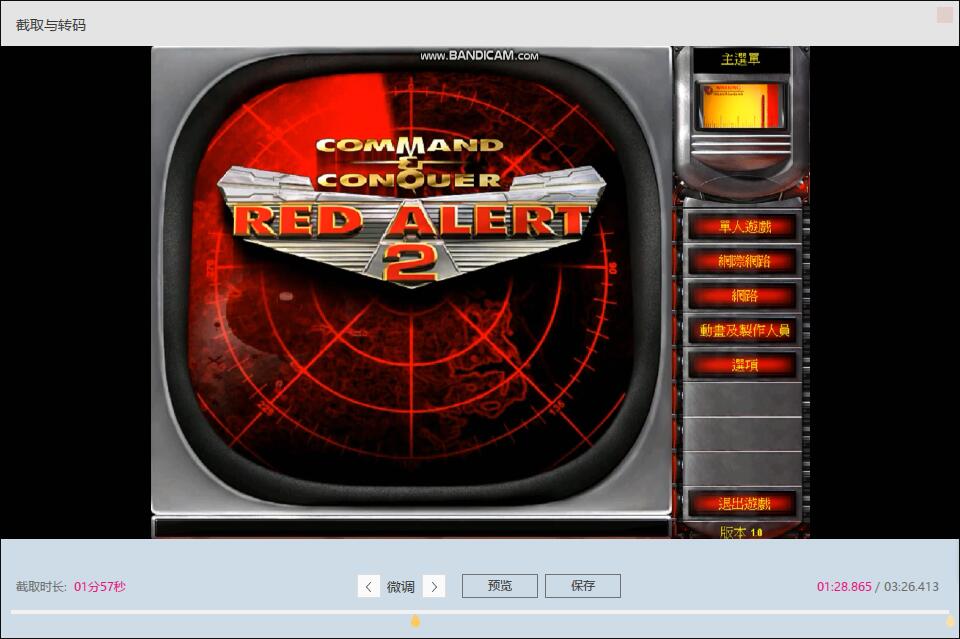 截取与转码
www.BANDICAM.com
主選單
COMMAND
&
CONQUER
RED ALERT
2
單人遊戲
網際網路
網路
動畫及製作人員
選項
退出遊戲
版本 1.0
截取时长: 01分57秒
微调
预览
保存
01:28.865 / 03:26.413